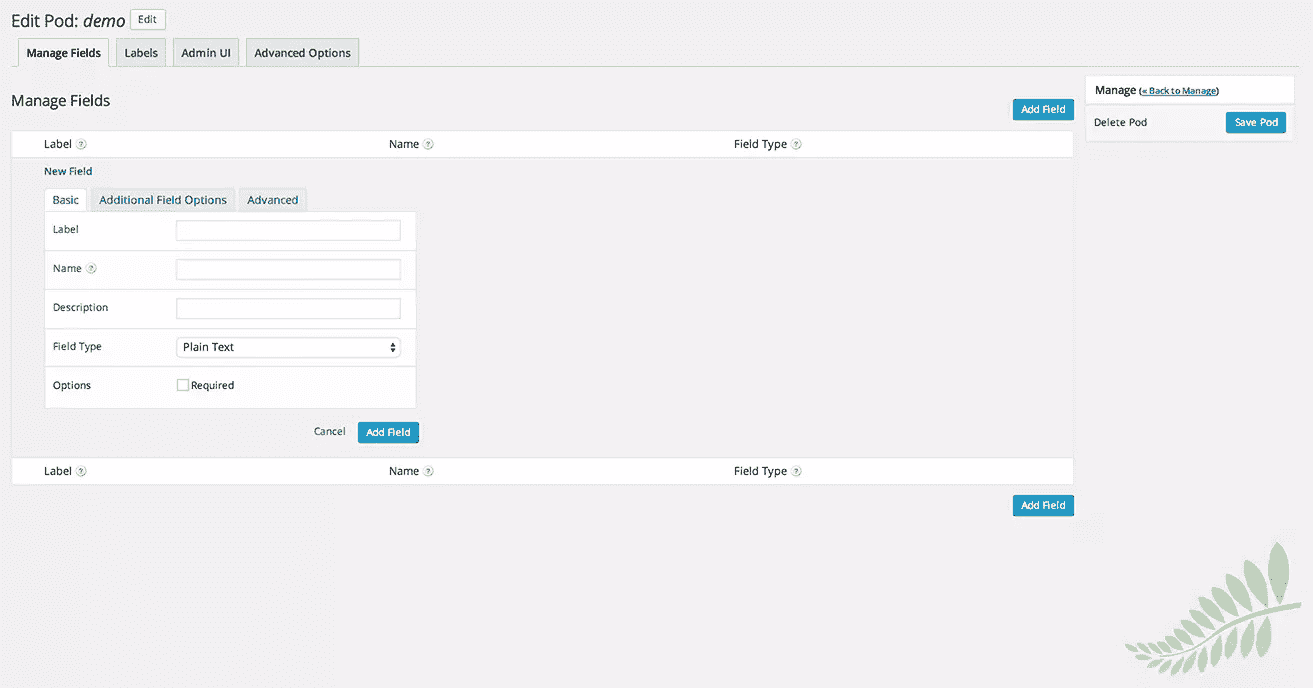 Edit Pod: demo Edit
Manage Fields Labels Admin UI Advanced Options
Manage (« Back to Manage)
Manage Fields
Add Field
Delete Pod Save Pod
Label ? Name ? Field Type ?
New Field
Basic Additional Field Options Advanced
Label
Name ?
Description
Field Type Plain Text
Options Required
Cancel Add Field
Label ? Name ? Field Type ?
Add Field